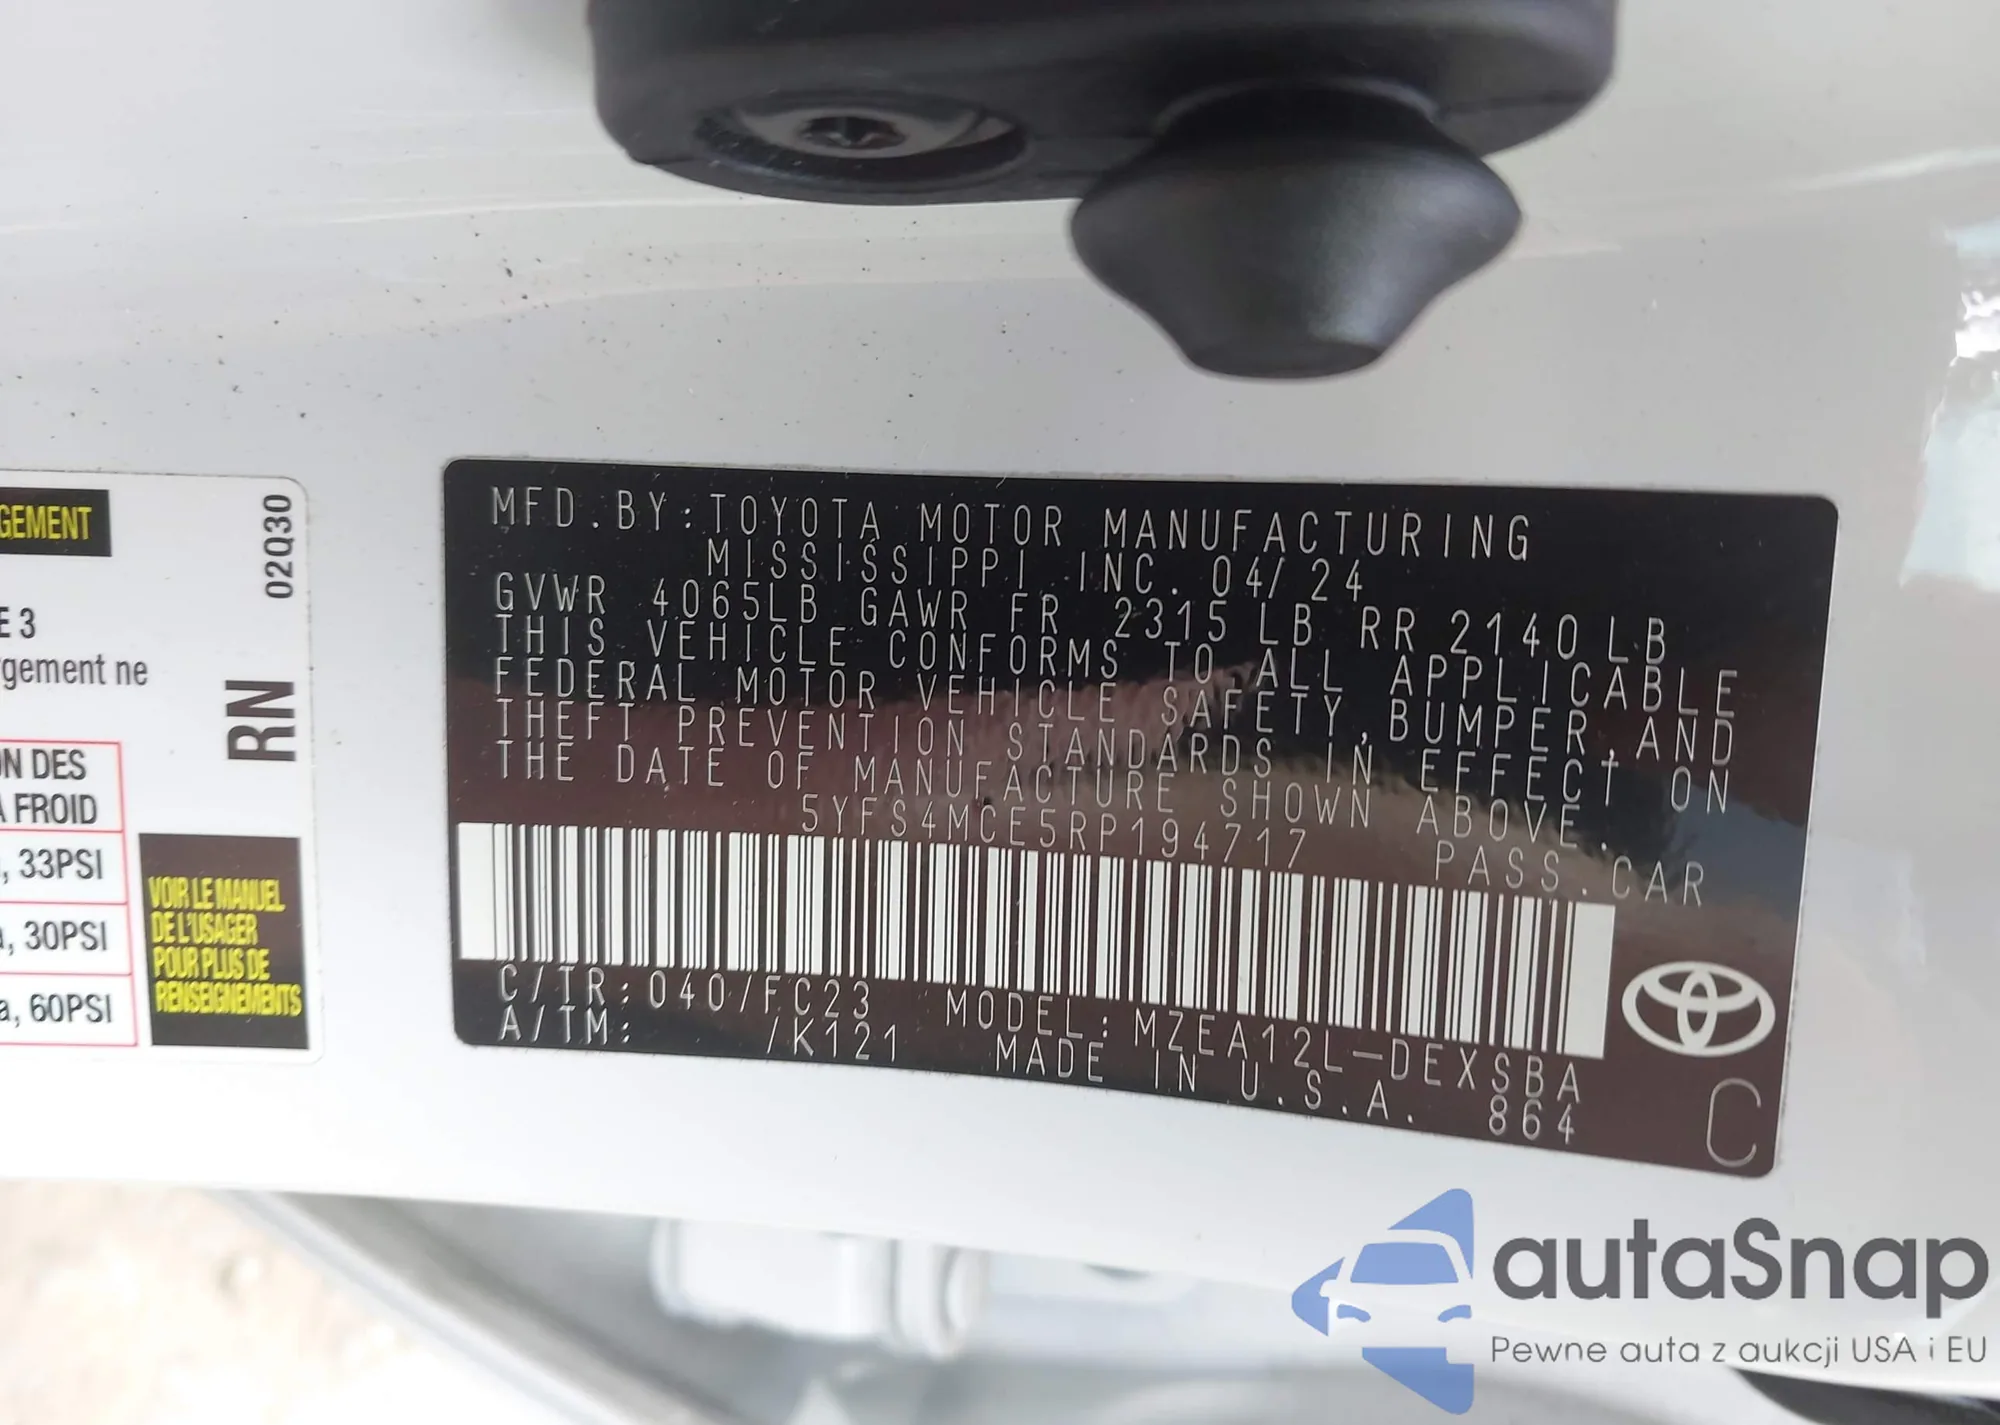 GEMENT
02Q30
E 3
rgement ne
RN
ON DES
A FROID
, 33PSI
, 30PSI
a, 60PSI
VOIR LE MANUEL
DE L'USAGER
POUR PLUS DE
RENSEIGNEMENTS
MFD. BY: TOYOTA MOTOR MANUFACTURING
MISSISSIPPI INC. 04/24
GVWR 4065LB GAWR FR 2315 LB RR 2140 LB
THIS VEHICLE CONFORMS TO ALL APPLICABLE
FEDERAL MOTOR VEHICLE SAFETY, BUMPER, AND
THEFT PREVENTION STANDARDS IN EFFECT ON
THE DATE OF MANUFACTURE SHOWN ABOVE.
5YFS4MCE5RP194717 PASS. CAR
C/TR: 040/FC23 MODEL: MZEA12L-DEXSBA
A/TM: /K121 MADE IN U.S.A. 864
C
autaSnap
Pewne auta z aukcji USA i EU